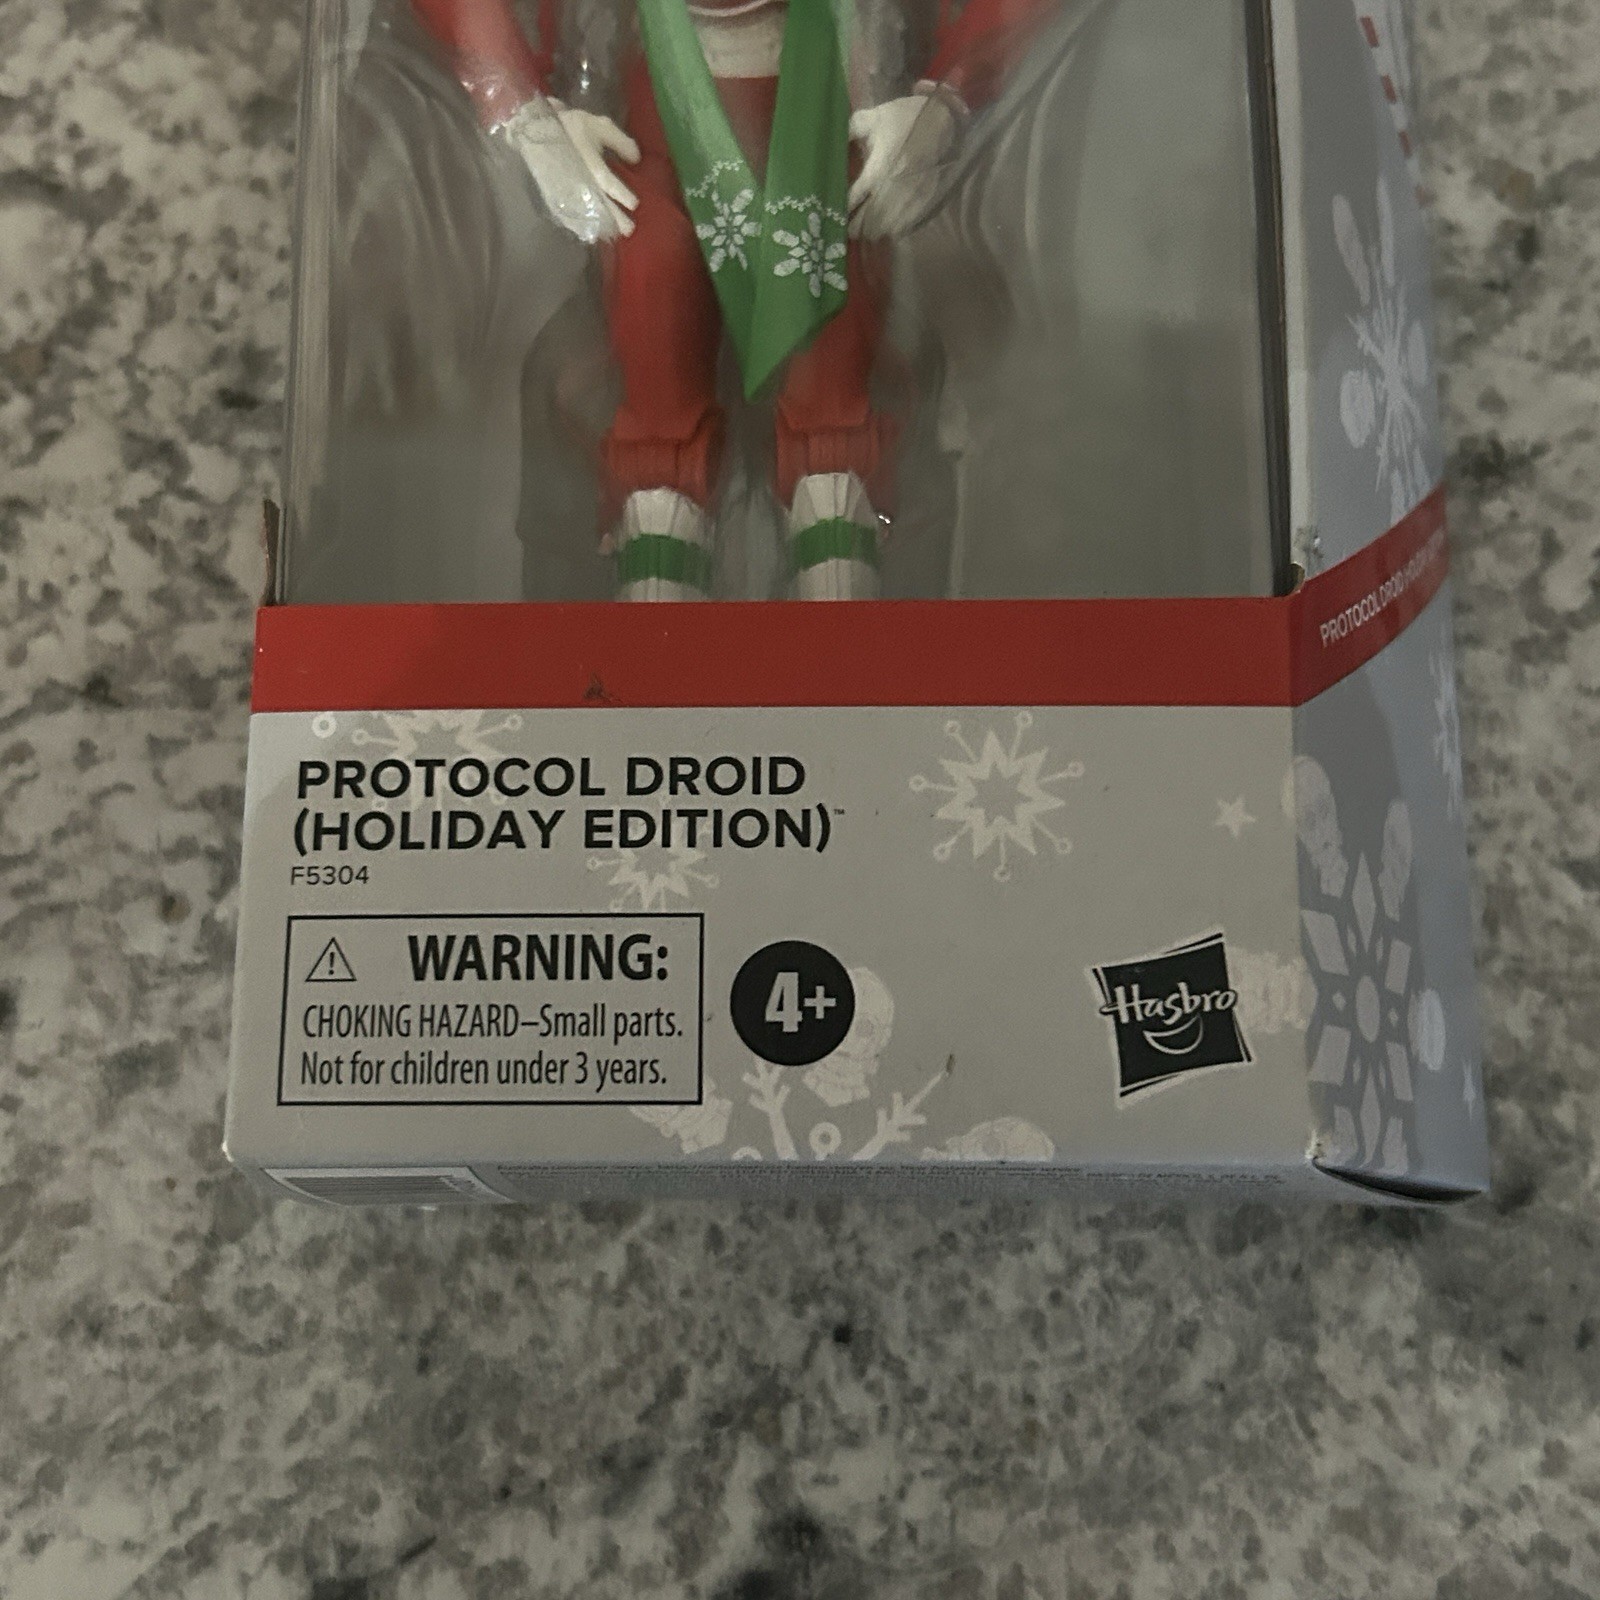 PROTOCOL DROID
PROTOCOL DROID
(HOLIDAY EDITION)™
F5304
WARNING:
CHOKING HAZARD–Small parts.
Not for children under 3 years.
4+
Hasbro